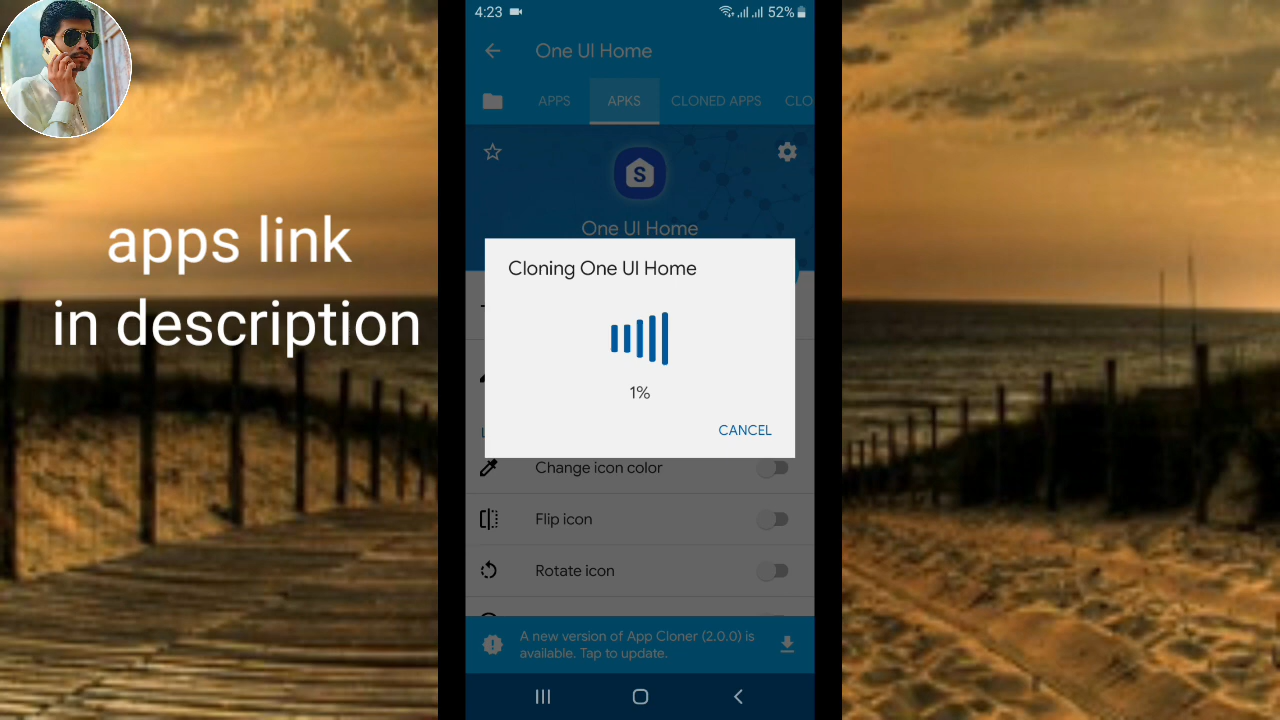 4:23
52%
One UI Home
APPS
APKS
CLONED APPS
CLO
S
One UI Home
apps link
in description
Cloning One UI Home
1%
CANCEL
Change icon color
Flip icon
Rotate icon
A new version of App Cloner (2.0.0) is
available. Tap to update.